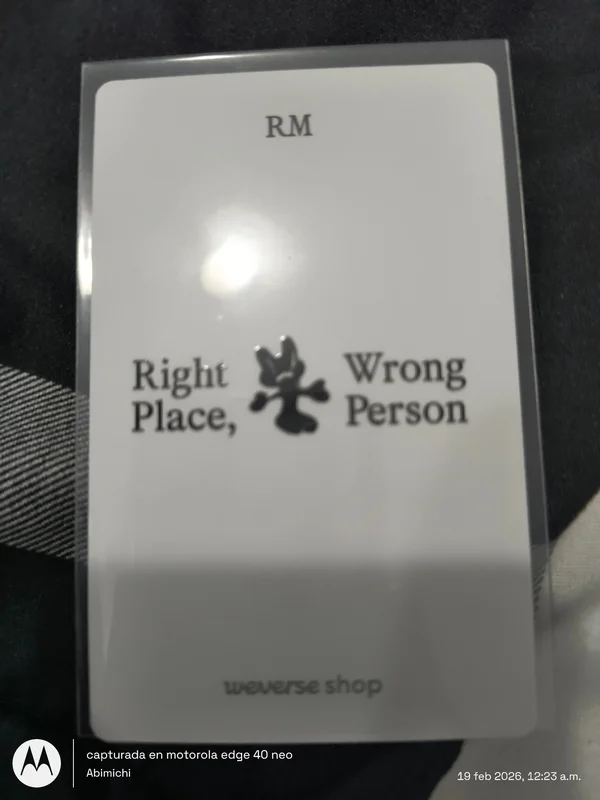 RM
Right Wrong
Place, Person
weverse shop
capturada en motorola edge 40 neo
Abimichi
19 feb 2026, 12:23 a.m.